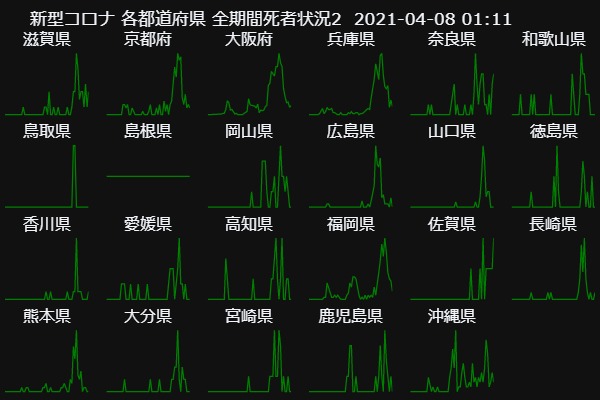 新型コロナ 各都道府県 全期間死者状況2 2021-04-08 01:11
滋賀県 京都府 大阪府 兵庫県 奈良県 和歌山県
鳥取県 島根県 岡山県 広島県 山口県 徳島県
香川県 愛媛県 高知県 福岡県 佐賀県 長崎県
熊本県 大分県 宮崎県 鹿児島県 沖縄県